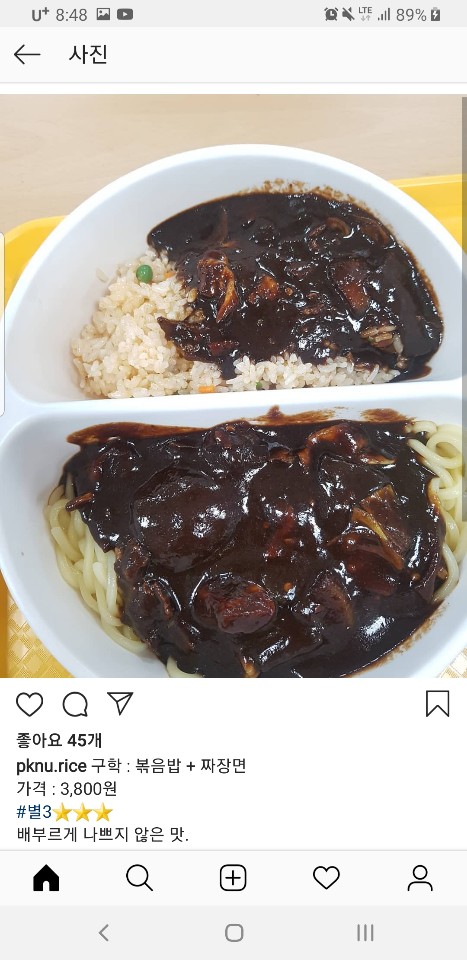 U+ 8:48 LTE 89%
사진
좋아요 45개
pknu.rice 구학 : 볶음밥 + 짜장면
가격 : 3,800원
#별3⭐⭐⭐
배부르게 나쁘지 않은 맛.